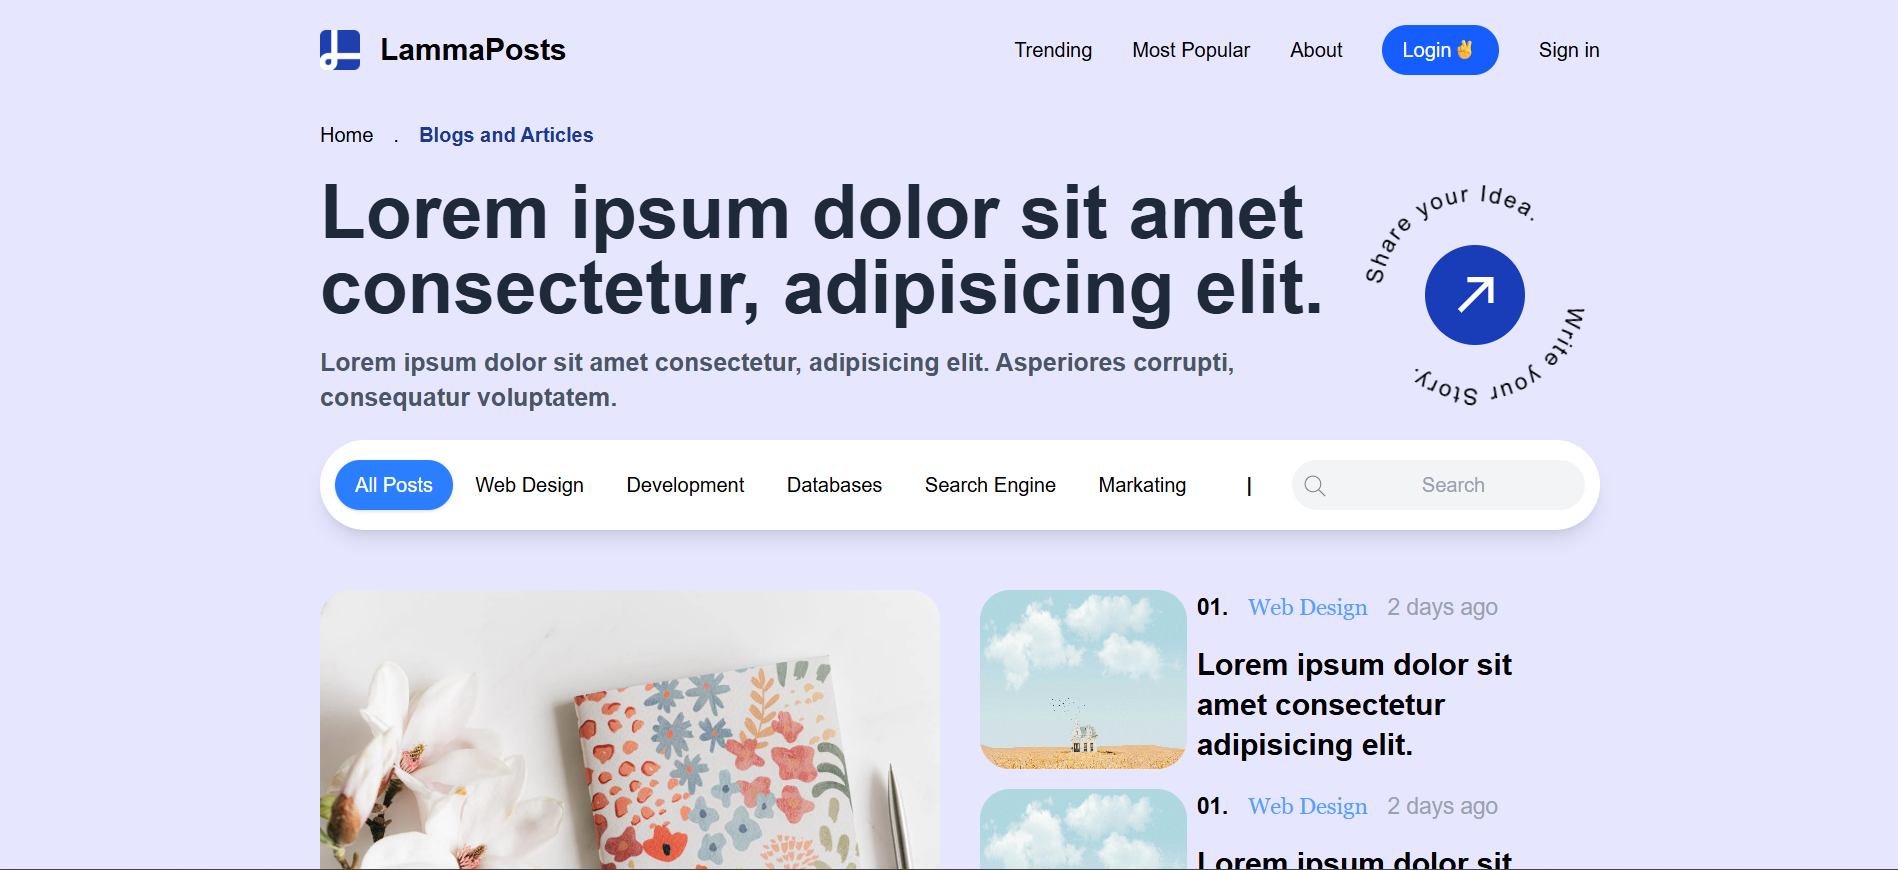 LammaPosts
Trending Most Popular About Login✌ Sign in
Home . Blogs and Articles
Lorem ipsum dolor sit amet
consectetur, adipisicing elit.
Share your Idea.
Write your Story.
Lorem ipsum dolor sit amet consectetur, adipisicing elit. Asperiores corrupti,
consequatur voluptatem.
All Posts Web Design Development Databases Search Engine Markating | Search
01. Web Design 2 days ago
Lorem ipsum dolor sit
amet consectetur
adipisicing elit.
01. Web Design 2 days ago
Lorem ipsum dolor sit